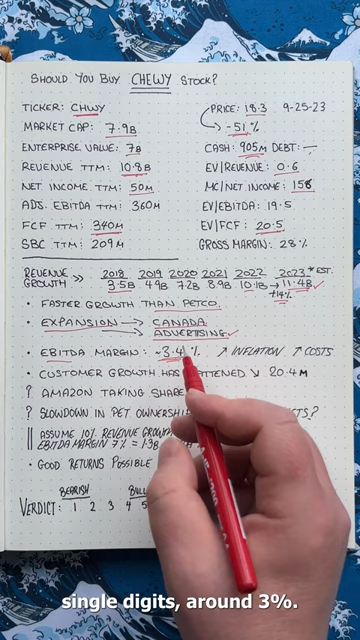 SHOULD YOU BUY CHEWY STOCK?
TICKER: CHWY
PRICE: 18.3 9-25-23
MARKET CAP: 7.9B
-51%
ENTERPRISE VALUE: 7B
CASH: 905M DEBT: —
REVENUE TTM: 10.8B
EV/REVENUE: 0.6
NET INCOME TTM: 50M
MC/NET INCOME: 158
ADJ. EBITDA TTM: 360M
EV/EBITDA: 19.5
FCF TTM: 340M
EV/FCF: 20.5
SBC TTM: 209M
GROSS MARGIN: 28%
REVENUE GROWTH >> 2018 2019 2020 2021 2022 2023* EST.
3.5B 4.9B 7.2B 8.9B 10.1B → 11.4B
+14%
• FASTER GROWTH THAN PETCO.
• EXPANSION → CANADA
→ ADVERTISING ✓
• EBITDA MARGIN: ~3.4% ↗ INFLATION ↗ COSTS
• CUSTOMER GROWTH HAS FLATTENED ↘ 20.4M
? AMAZON TAKING SHARE
? SLOWDOWN IN PET OWNERSHIP
|| ASSUME 10% REVENUE GROWTH
EBITDA MARGIN 7% = 1.3B
• GOOD RETURNS POSSIBLE
BEARISH
VERDICT: 1 2 3 4 5
single digits, around 3%.